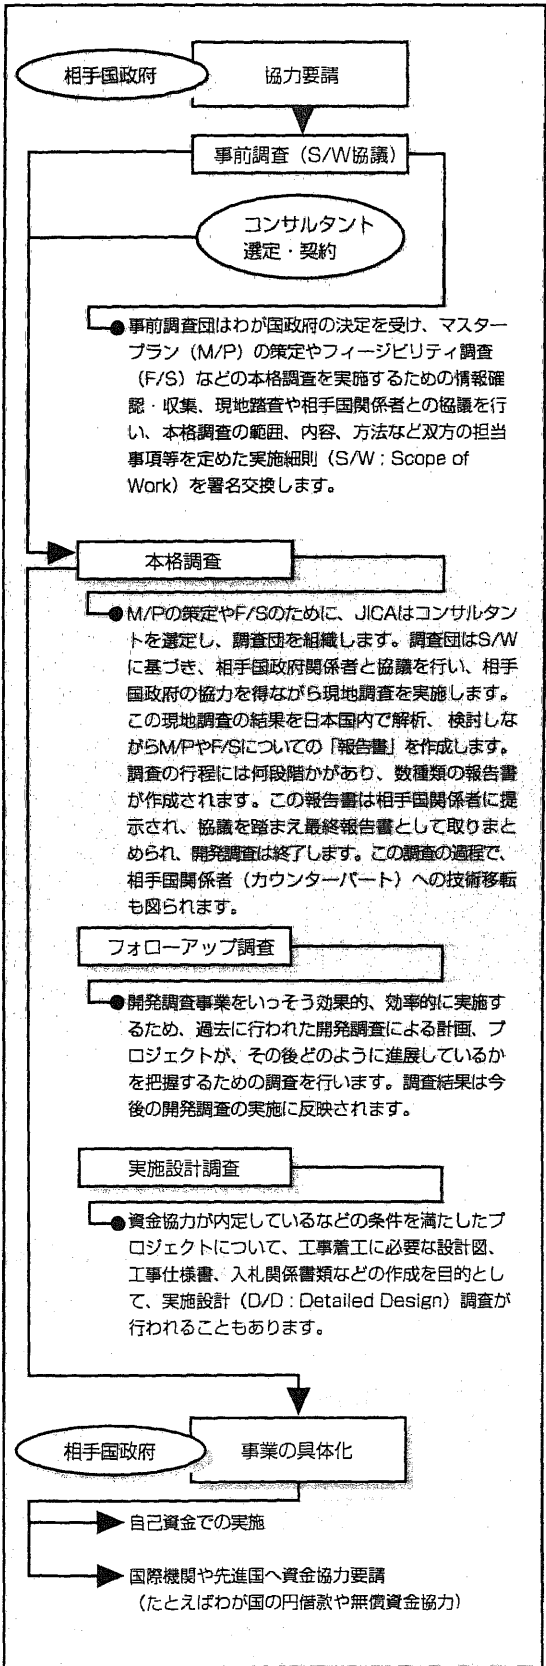 相手国政府
協力要請
事前調査（S/W協議）
コンサルタント
選定・契約
●事前調査団はわが国政府の決定を受け、マスター
プラン（M/P）の策定やフィージビリティ調査
（F/S）などの本格調査を実施するための情報確
認・収集、現地踏査や相手国関係者との協議を行
い、本格調査の範囲、内容、方法など双方の担当
事項等を定めた実施細則（S/W：Scope of
Work）を署名交換します。
本格調査
●M/Pの策定やF/Sのために、JICAはコンサルタン
トを選定し、調査団を組織します。調査団はS/W
に基づき、相手国政府関係者と協議を行い、相手
国政府の協力を得ながら現地調査を実施します。
この現地調査の結果を日本国内で解析、検討しな
がらM/PやF/Sについての「報告書」を作成します。
調査の行程には何段階かがあり、数種類の報告書
が作成されます。この報告書は相手国関係者に提
示され、協議を踏まえ最終報告書として取りまと
められ、開発調査は終了します。この調査の過程で、
相手国関係者（カウンターパート）への技術移転
も図られます。
フォローアップ調査
●開発調査事業をいっそう効果的、効率的に実施す
るため、過去に行われた開発調査による計画、プ
ロジェクトが、その後どのように進展しているか
を把握するための調査を行います。調査結果は今
後の開発調査の実施に反映されます。
実施設計調査
●資金協力が内定しているなどの条件を満たしたプ
ロジェクトについて、工事着工に必要な設計図、
工事仕様書、入札関係書類などの作成を目的とし
て、実施設計（D/D：Detailed Design）調査が
行われることもあります。
相手国政府
事業の具体化
自己資金での実施
国際機関や先進国へ資金協力要請
（たとえばわが国の円借款や無償資金協力）